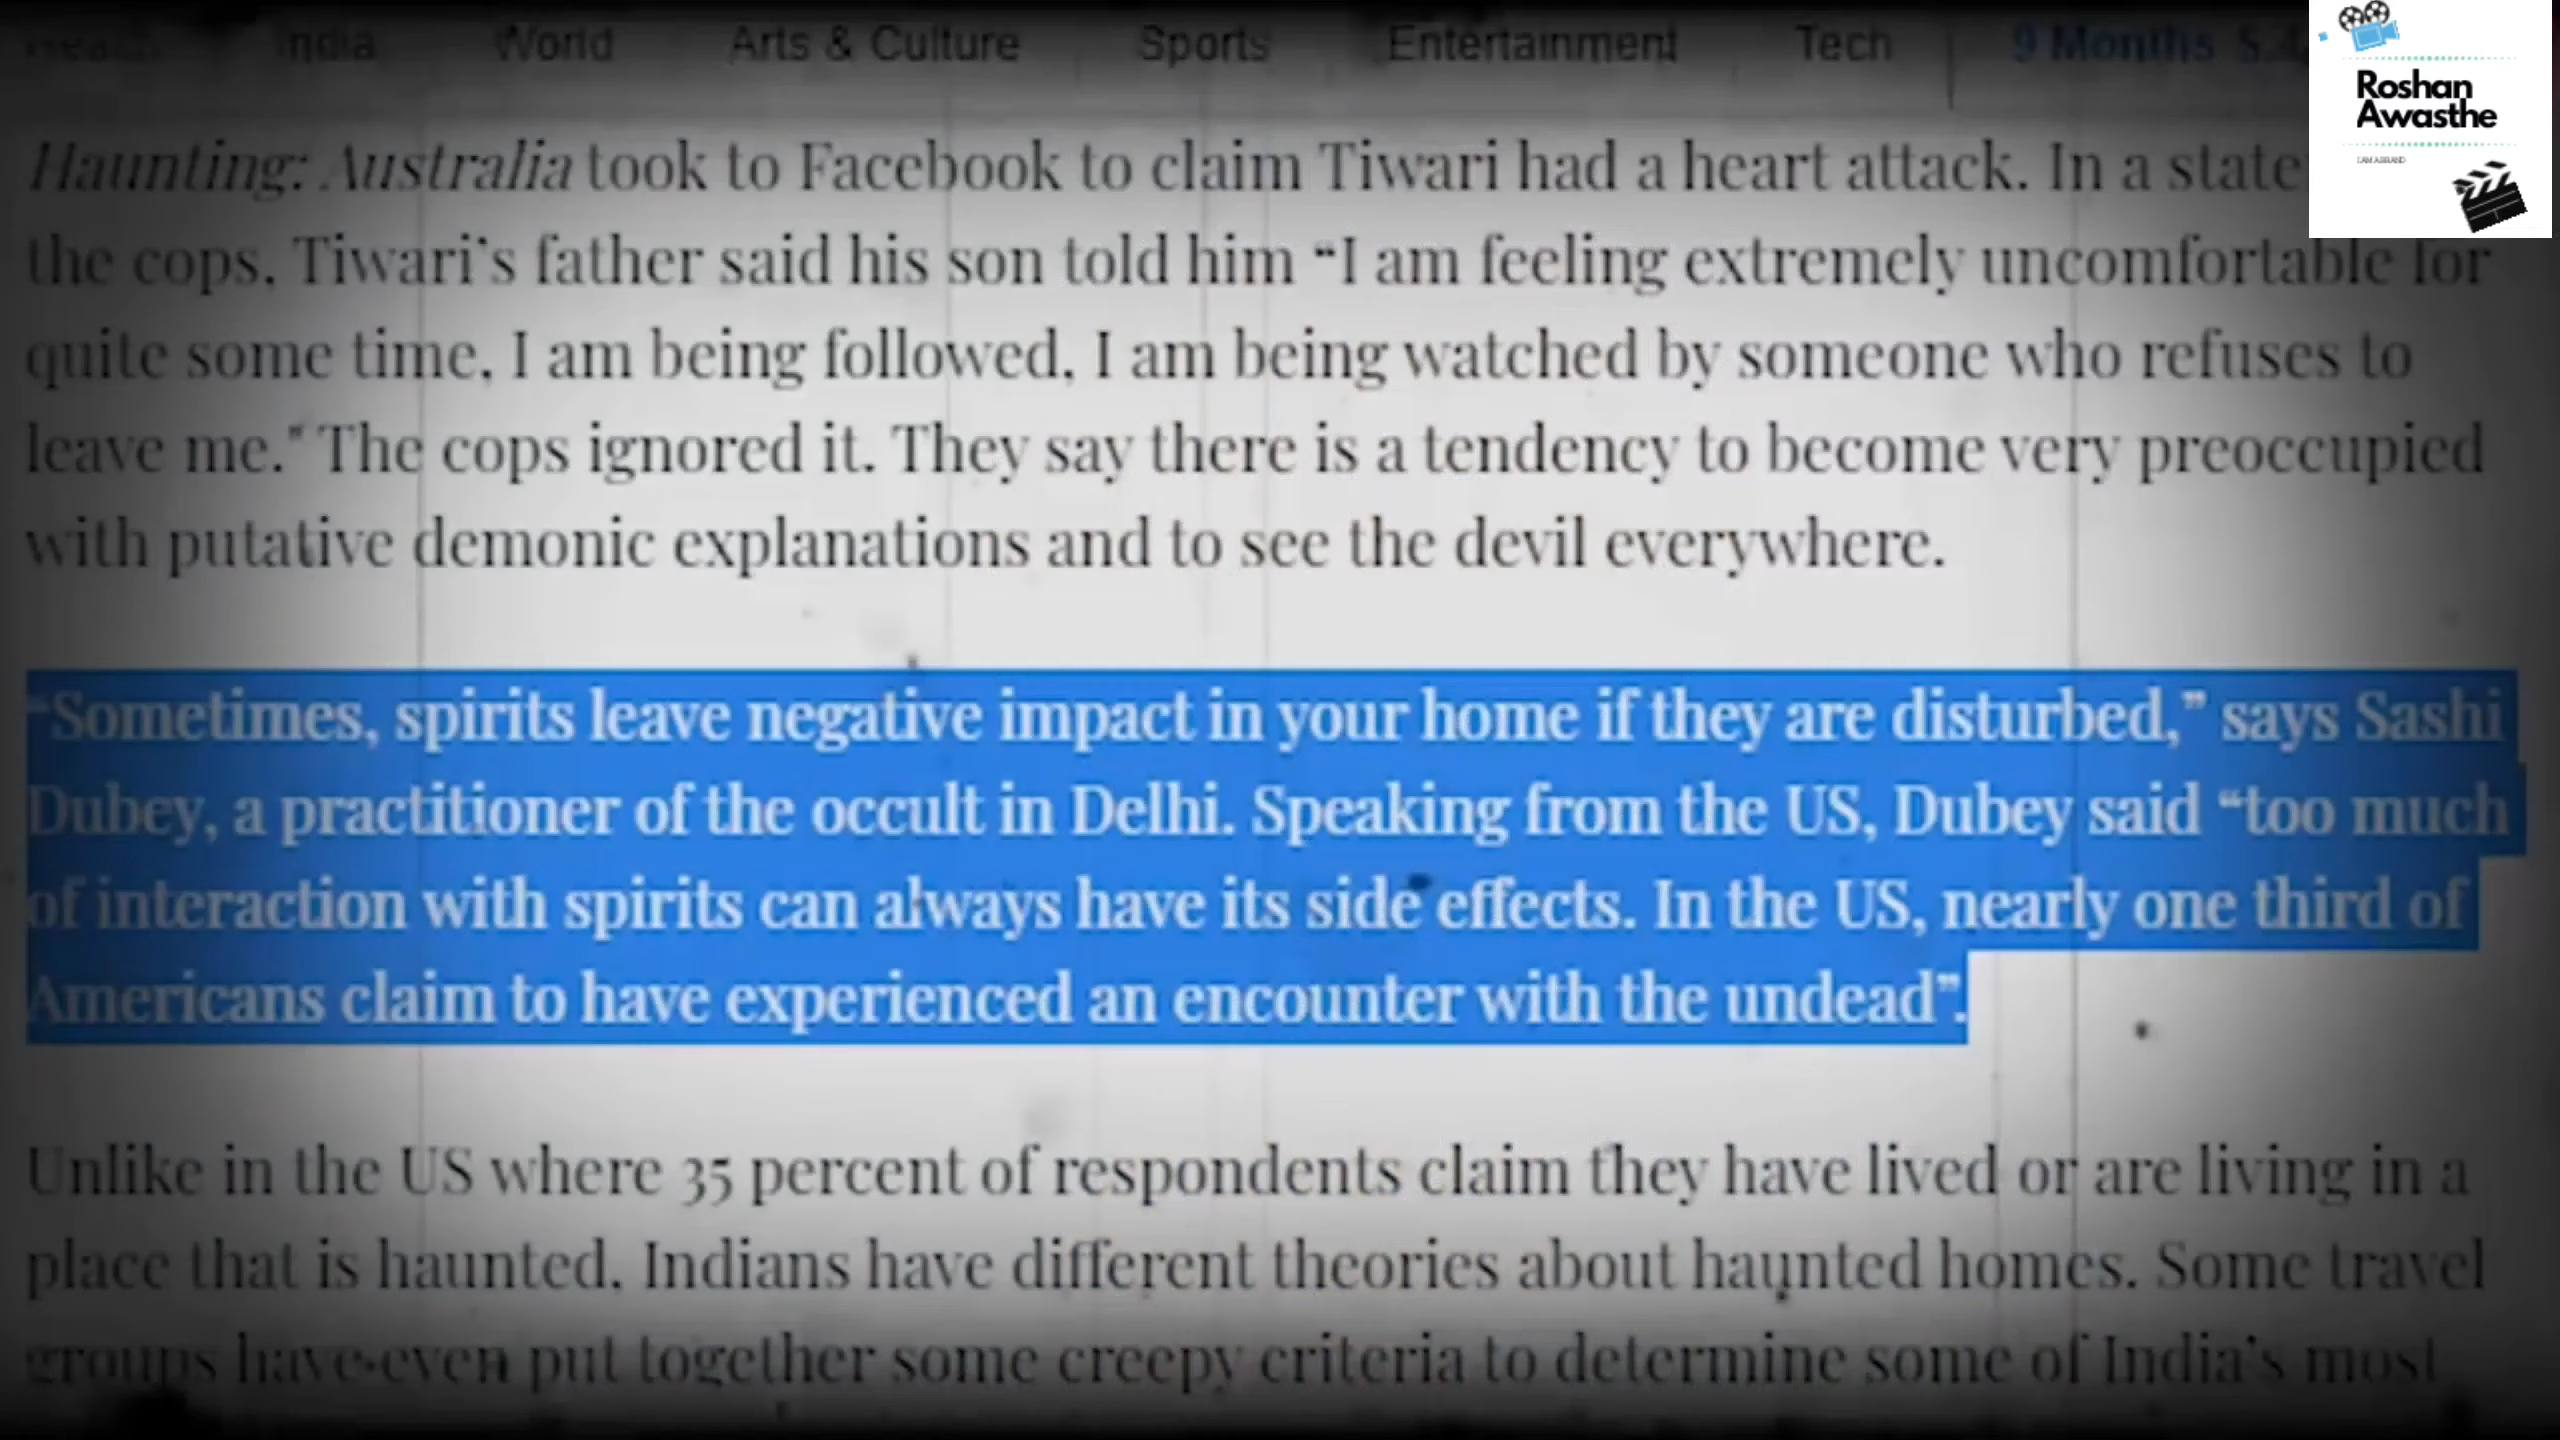 Health India World Arts & Culture Sports Entertainment Tech 9 Months
Roshan
Awasthe
I AM A BRAND
Haunting: Australia took to Facebook to claim Tiwari had a heart attack. In a state
the cops, Tiwari's father said his son told him “I am feeling extremely uncomfortable for
quite some time, I am being followed, I am being watched by someone who refuses to
leave me." The cops ignored it. They say there is a tendency to become very preoccupied
with putative demonic explanations and to see the devil everywhere.
“Sometimes, spirits leave negative impact in your home if they are disturbed,” says Sashi
Dubey, a practitioner of the occult in Delhi. Speaking from the US, Dubey said “too much
of interaction with spirits can always have its side effects. In the US, nearly one third of
Americans claim to have experienced an encounter with the undead”.
Unlike in the US where 35 percent of respondents claim they have lived or are living in a
place that is haunted, Indians have different theories about haunted homes. Some travel
groups have even put together some creepy criteria to determine some of India's most